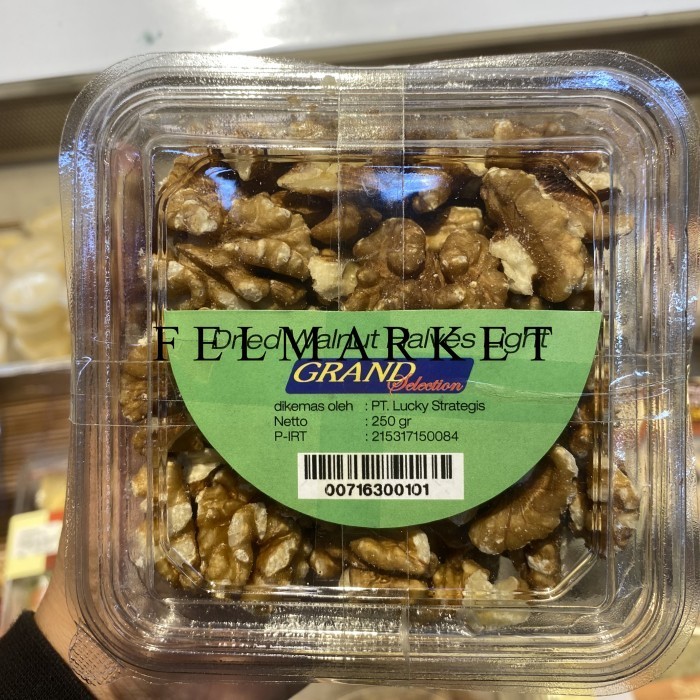 Dried Walnut Halves Light
FELMARKET
GRAND
Selection
dikemas oleh : PT. Lucky Strategis
Netto : 250 gr
P-IRT : 215317150084
00716300101